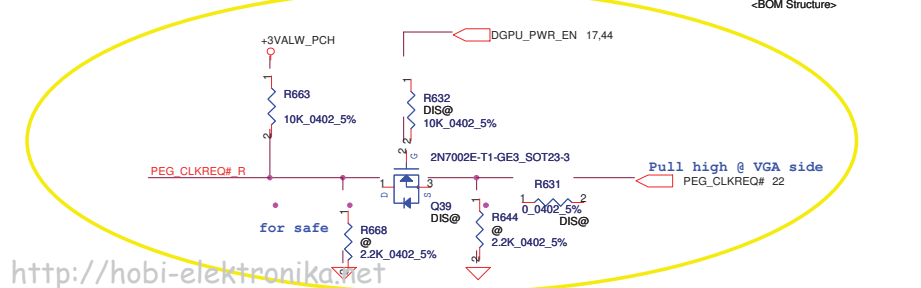 <BOM Structure>
+3VALW_PCH
DGPU_PWR_EN 17,44
1
R663
10K_0402_5%
2
1
R632
DIS@
10K_0402_5%
2
2
G
2N7002E-T1-GE3_SOT23-3
PEG_CLKREQ#_R
1
D
3
S
Q39
DIS@
Pull high @ VGA side
PEG_CLKREQ# 22
R631
1
2
0_0402_5%
DIS@
for safe
1
R668
@
2.2K_0402_5%
2
1
R644
@
2.2K_0402_5%
2
http://hobi-elektronika.net